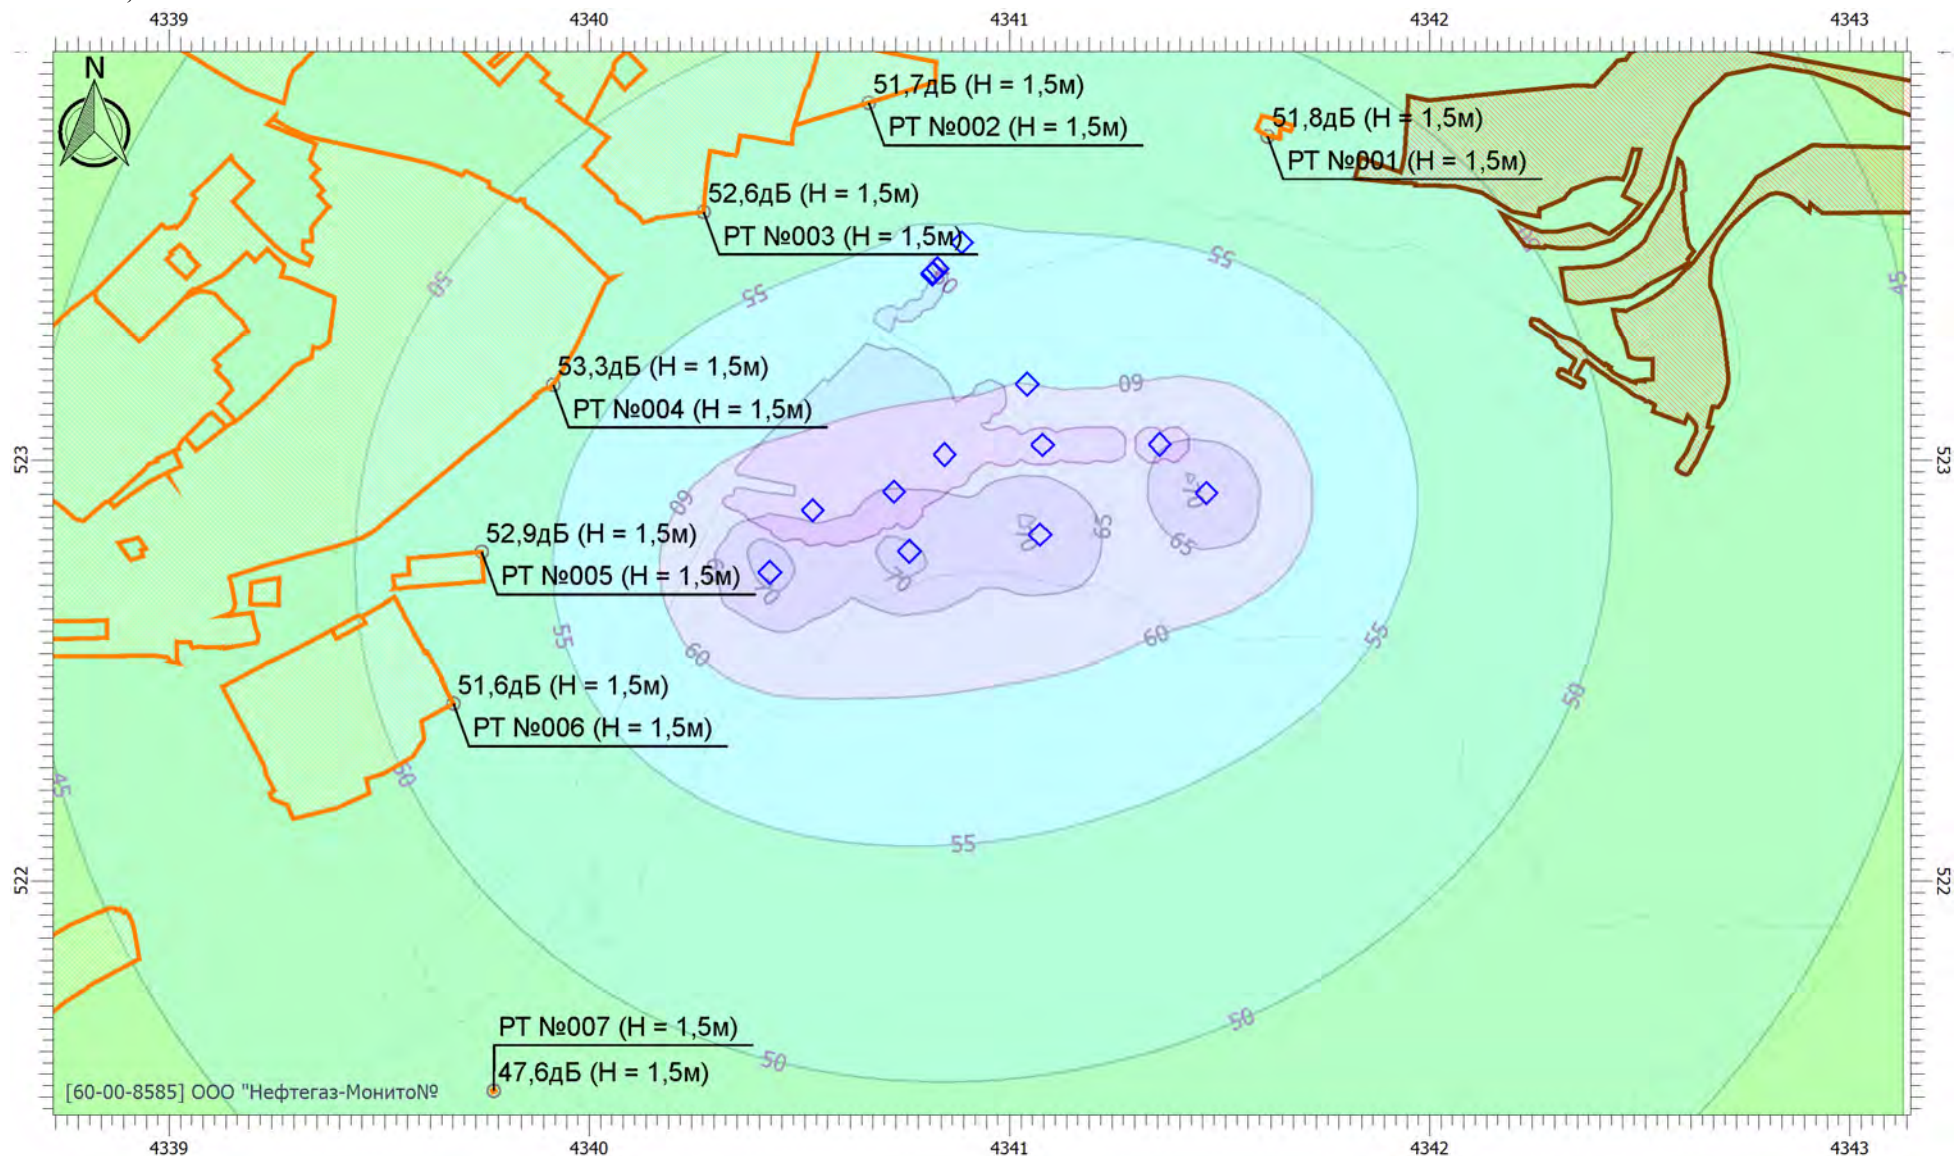 4339 4340 4341 4342 4343
N
51,7дБ (Н = 1,5м)
РТ №002 (Н = 1,5м)
51,8дБ (Н = 1,5м)
РТ №001 (Н = 1,5м)
52,6дБ (Н = 1,5м)
РТ №003 (Н = 1,5м)
55
50
55
45
53,3дБ (Н = 1,5м)
РТ №004 (Н = 1,5м)
60
523
523
60
65
65
70
52,9дБ (Н = 1,5м)
РТ №005 (Н = 1,5м)
70
70
55
60
60
55
51,6дБ (Н = 1,5м)
РТ №006 (Н = 1,5м)
50
45
50
55
522
522
РТ №007 (Н = 1,5м)
47,6дБ (Н = 1,5м)
50
50
[60-00-8585] ООО "Нефтегаз-Монито№
4339 4340 4341 4342 4343